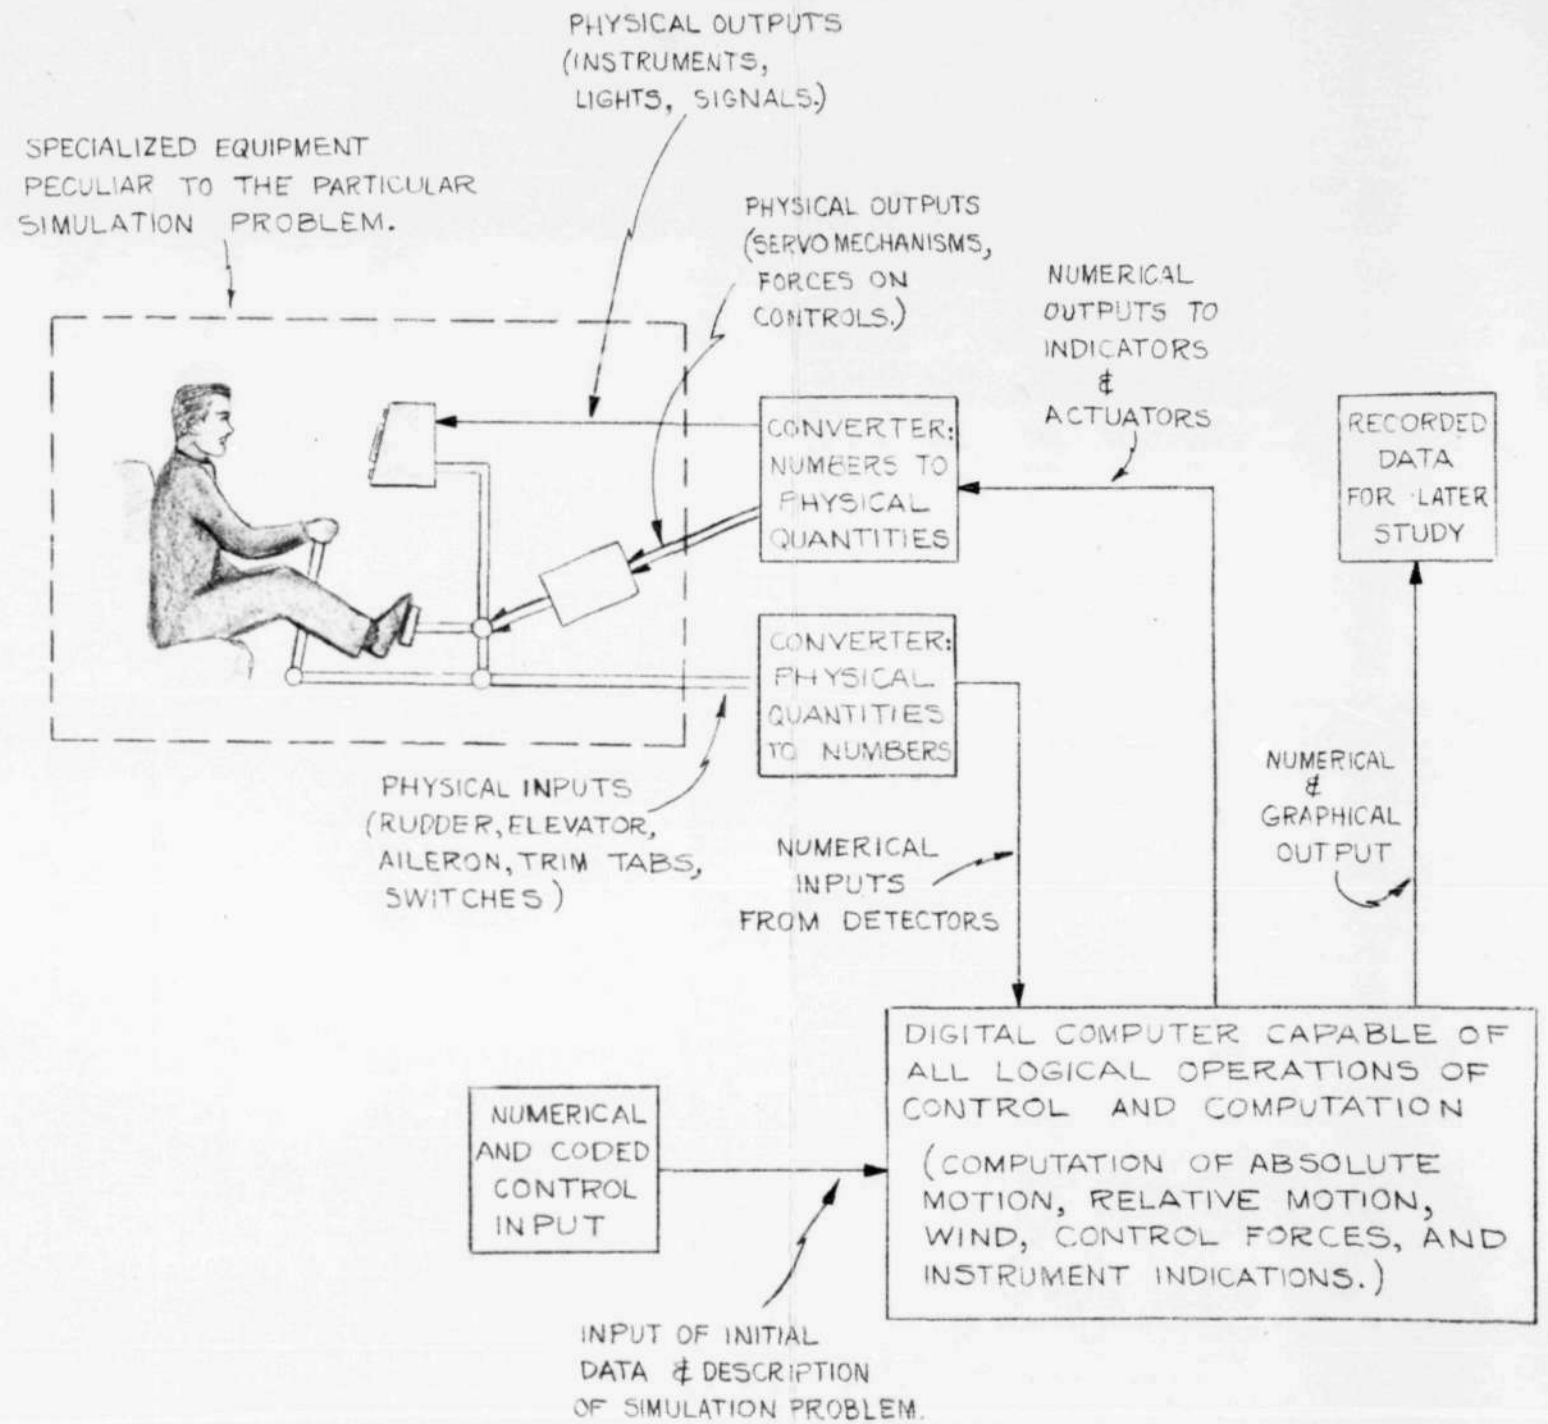 PHYSICAL OUTPUTS
(INSTRUMENTS,
LIGHTS, SIGNALS.)
SPECIALIZED EQUIPMENT
PECULIAR TO THE PARTICULAR
SIMULATION PROBLEM.
PHYSICAL OUTPUTS
(SERVOMECHANISMS,
FORCES ON
CONTROLS.)
NUMERICAL
OUTPUTS TO
INDICATORS
&
ACTUATORS
CONVERTER:
NUMBERS TO
PHYSICAL
QUANTITIES
RECORDED
DATA
FOR LATER
STUDY
CONVERTER:
PHYSICAL
QUANTITIES
TO NUMBERS
PHYSICAL INPUTS
(RUDDER, ELEVATOR,
AILERON, TRIM TABS,
SWITCHES)
NUMERICAL
INPUTS
FROM DETECTORS
NUMERICAL
&
GRAPHICAL
OUTPUT
DIGITAL COMPUTER CAPABLE OF
ALL LOGICAL OPERATIONS OF
CONTROL AND COMPUTATION
(COMPUTATION OF ABSOLUTE
MOTION, RELATIVE MOTION,
WIND, CONTROL FORCES, AND
INSTRUMENT INDICATIONS.)
NUMERICAL
AND CODED
CONTROL
INPUT
INPUT OF INITIAL
DATA & DESCRIPTION
OF SIMULATION PROBLEM.